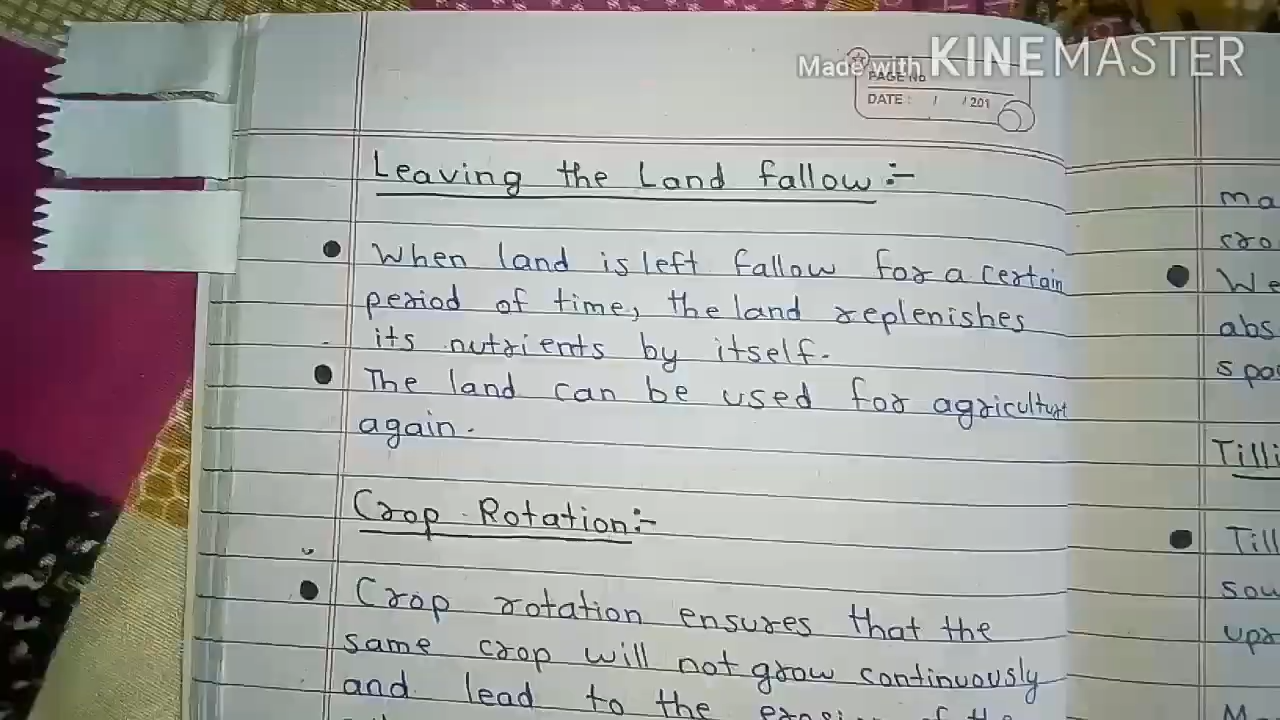 Made with KINEMASTER
PAGE No
DATE : / /201
Leaving the Land fallow :-
When land is left fallow for a certain
period of time, the land replenishes
its nutrients by itself.
The land can be used for agriculture
again.
Crop Rotation:-
Crop rotation ensures that the
same crop will not grow continuously
and lead to the
ma
cro
We
abs
spa
Tilli
Till
sou
upr